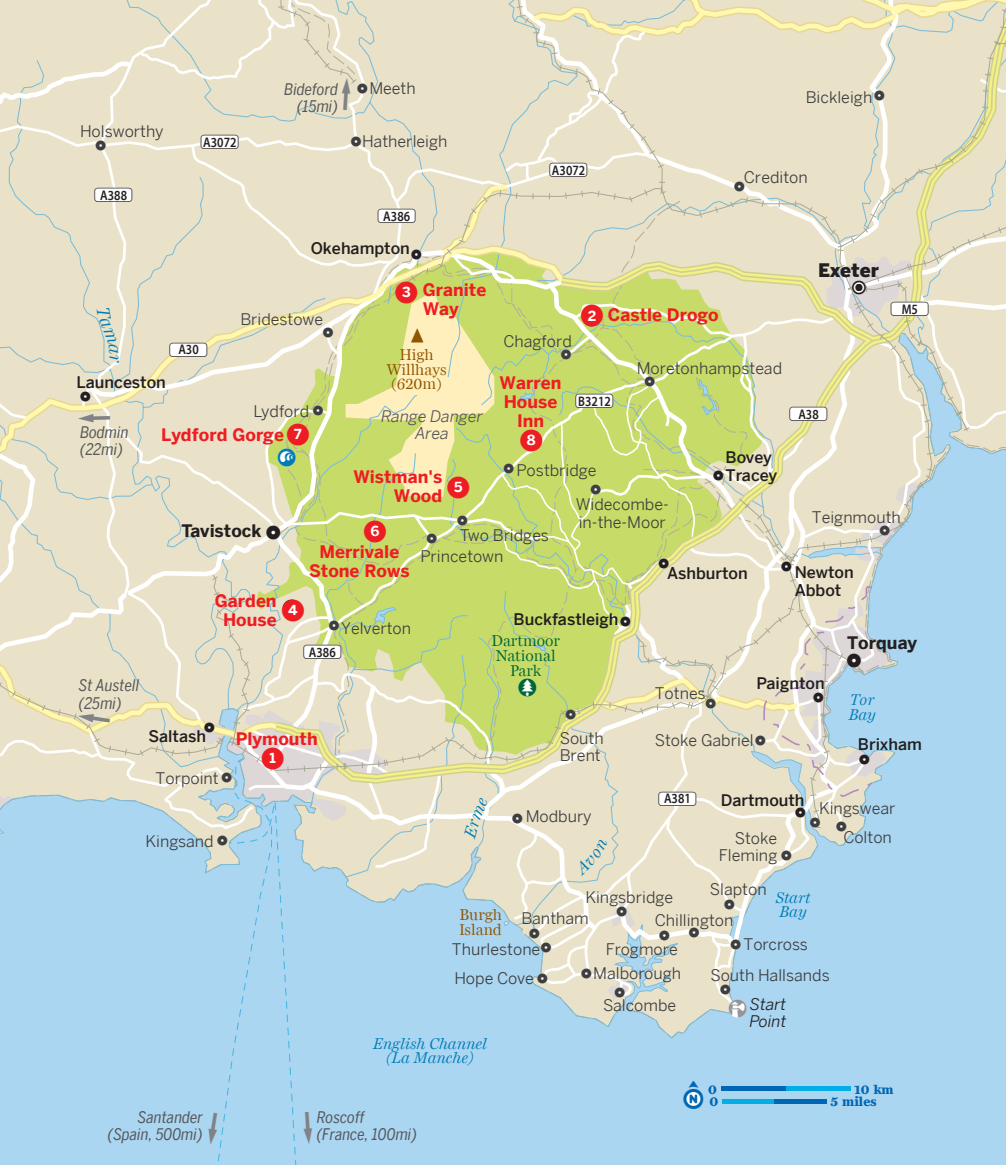 Bideford
(15mi)
Meeth
Bickleigh
Holsworthy
A3072
Hatherleigh
A3072
Crediton
A388
A386
Okehampton
Exeter
3
Granite
Way
2
Castle Drogo
M5
Tamar
Bridestowe
High
Willhays
(620m)
Chagford
A30
Moretonhampstead
Launceston
Warren
House
Inn
8
B3212
Bodmin
(22mi)
Lydford
Range Danger
Area
A38
Lydford Gorge
7
Bovey
Tracey
Wistman's
Wood
5
Postbridge
Widecombe-
in-the-Moor
Teignmouth
Tavistock
6
Merrivale
Stone Rows
Two Bridges
Princetown
Ashburton
Newton
Abbot
Garden
House
4
Yelverton
Buckfastleigh
Dartmoor
National
Park
Torquay
A386
St Austell
(25mi)
Totnes
Paignton
Tor
Bay
Saltash
Plymouth
1
South
Brent
Stoke Gabriel
Brixham
Torpoint
A381
Dartmouth
Kingswear
Colton
Kingsand
Erme
Modbury
Avon
Stoke
Fleming
Slapton
Start
Bay
Kingsbridge
Burgh
Island
Bantham
Chillington
Thurlestone
Frogmore
Torcross
Hope Cove
Malborough
South Hallsands
Salcombe
Start
Point
English Channel
(La Manche)
N
0
10 km
0
5 miles
Santander
(Spain, 500mi)
Roscoff
(France, 100mi)